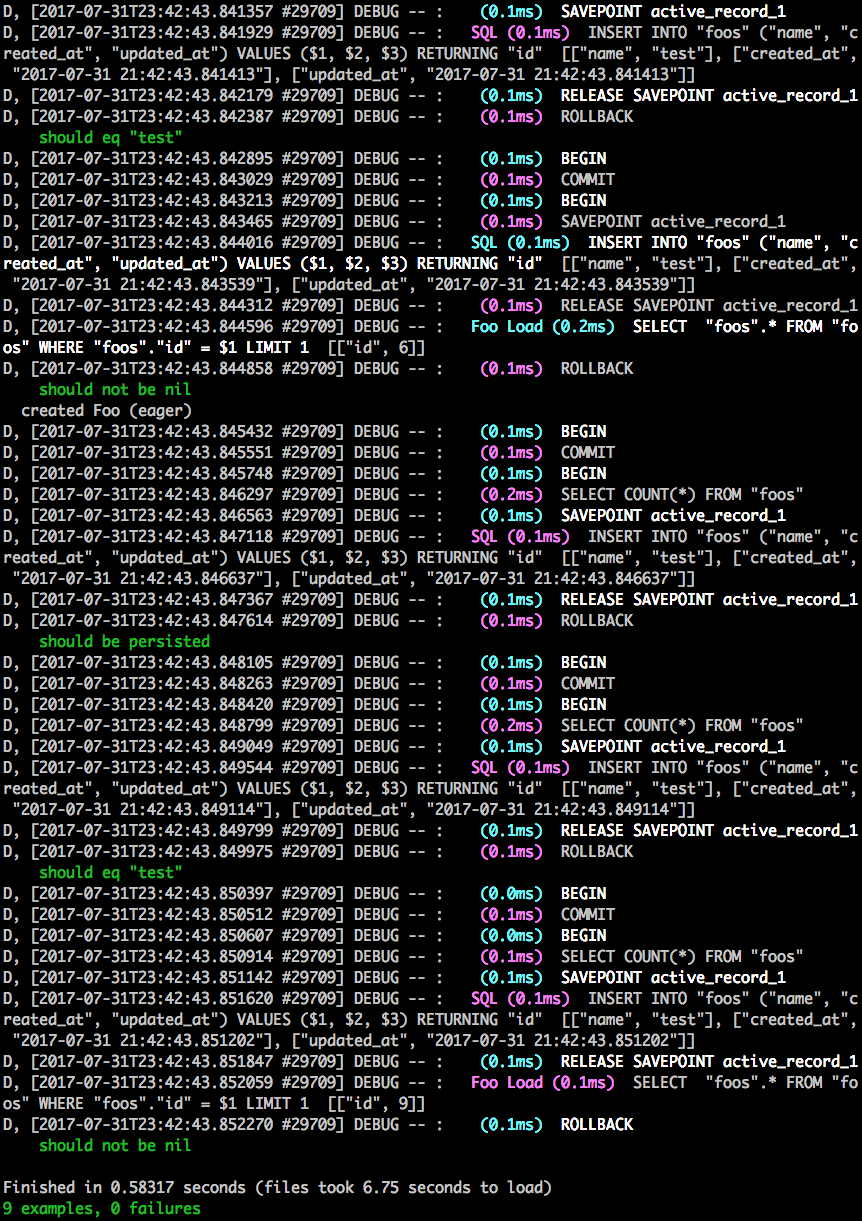 D, [2017-07-31T23:42:43.841357 #29709] DEBUG -- :    (0.1ms)  SAVEPOINT active_record_1
D, [2017-07-31T23:42:43.841929 #29709] DEBUG -- :   SQL (0.1ms)  INSERT INTO "foos" ("name", "c
reated_at", "updated_at") VALUES ($1, $2, $3) RETURNING "id"  [["name", "test"], ["created_at",
 "2017-07-31 21:42:43.841413"], ["updated_at", "2017-07-31 21:42:43.841413"]]
D, [2017-07-31T23:42:43.842179 #29709] DEBUG -- :    (0.1ms)  RELEASE SAVEPOINT active_record_1
D, [2017-07-31T23:42:43.842387 #29709] DEBUG -- :    (0.1ms)  ROLLBACK
    should eq "test"
D, [2017-07-31T23:42:43.842895 #29709] DEBUG -- :    (0.1ms)  BEGIN
D, [2017-07-31T23:42:43.843029 #29709] DEBUG -- :    (0.1ms)  COMMIT
D, [2017-07-31T23:42:43.843213 #29709] DEBUG -- :    (0.1ms)  BEGIN
D, [2017-07-31T23:42:43.843465 #29709] DEBUG -- :    (0.1ms)  SAVEPOINT active_record_1
D, [2017-07-31T23:42:43.844016 #29709] DEBUG -- :   SQL (0.1ms)  INSERT INTO "foos" ("name", "c
reated_at", "updated_at") VALUES ($1, $2, $3) RETURNING "id"  [["name", "test"], ["created_at",
 "2017-07-31 21:42:43.843539"], ["updated_at", "2017-07-31 21:42:43.843539"]]
D, [2017-07-31T23:42:43.844312 #29709] DEBUG -- :    (0.1ms)  RELEASE SAVEPOINT active_record_1
D, [2017-07-31T23:42:43.844596 #29709] DEBUG -- :   Foo Load (0.2ms)  SELECT  "foos".* FROM "fo
os" WHERE "foos"."id" = $1 LIMIT 1  [["id", 6]]
D, [2017-07-31T23:42:43.844858 #29709] DEBUG -- :    (0.1ms)  ROLLBACK
    should not be nil
  created Foo (eager)
D, [2017-07-31T23:42:43.845432 #29709] DEBUG -- :    (0.1ms)  BEGIN
D, [2017-07-31T23:42:43.845551 #29709] DEBUG -- :    (0.1ms)  COMMIT
D, [2017-07-31T23:42:43.845748 #29709] DEBUG -- :    (0.1ms)  BEGIN
D, [2017-07-31T23:42:43.846297 #29709] DEBUG -- :    (0.2ms)  SELECT COUNT(*) FROM "foos"
D, [2017-07-31T23:42:43.846563 #29709] DEBUG -- :    (0.1ms)  SAVEPOINT active_record_1
D, [2017-07-31T23:42:43.847118 #29709] DEBUG -- :   SQL (0.1ms)  INSERT INTO "foos" ("name", "c
reated_at", "updated_at") VALUES ($1, $2, $3) RETURNING "id"  [["name", "test"], ["created_at",
 "2017-07-31 21:42:43.846637"], ["updated_at", "2017-07-31 21:42:43.846637"]]
D, [2017-07-31T23:42:43.847367 #29709] DEBUG -- :    (0.1ms)  RELEASE SAVEPOINT active_record_1
D, [2017-07-31T23:42:43.847614 #29709] DEBUG -- :    (0.1ms)  ROLLBACK
    should be persisted
D, [2017-07-31T23:42:43.848105 #29709] DEBUG -- :    (0.1ms)  BEGIN
D, [2017-07-31T23:42:43.848263 #29709] DEBUG -- :    (0.1ms)  COMMIT
D, [2017-07-31T23:42:43.848420 #29709] DEBUG -- :    (0.1ms)  BEGIN
D, [2017-07-31T23:42:43.848799 #29709] DEBUG -- :    (0.2ms)  SELECT COUNT(*) FROM "foos"
D, [2017-07-31T23:42:43.849049 #29709] DEBUG -- :    (0.1ms)  SAVEPOINT active_record_1
D, [2017-07-31T23:42:43.849544 #29709] DEBUG -- :   SQL (0.1ms)  INSERT INTO "foos" ("name", "c
reated_at", "updated_at") VALUES ($1, $2, $3) RETURNING "id"  [["name", "test"], ["created_at",
 "2017-07-31 21:42:43.849114"], ["updated_at", "2017-07-31 21:42:43.849114"]]
D, [2017-07-31T23:42:43.849799 #29709] DEBUG -- :    (0.1ms)  RELEASE SAVEPOINT active_record_1
D, [2017-07-31T23:42:43.849975 #29709] DEBUG -- :    (0.1ms)  ROLLBACK
    should eq "test"
D, [2017-07-31T23:42:43.850397 #29709] DEBUG -- :    (0.0ms)  BEGIN
D, [2017-07-31T23:42:43.850512 #29709] DEBUG -- :    (0.1ms)  COMMIT
D, [2017-07-31T23:42:43.850607 #29709] DEBUG -- :    (0.0ms)  BEGIN
D, [2017-07-31T23:42:43.850914 #29709] DEBUG -- :    (0.1ms)  SELECT COUNT(*) FROM "foos"
D, [2017-07-31T23:42:43.851142 #29709] DEBUG -- :    (0.1ms)  SAVEPOINT active_record_1
D, [2017-07-31T23:42:43.851620 #29709] DEBUG -- :   SQL (0.1ms)  INSERT INTO "foos" ("name", "c
reated_at", "updated_at") VALUES ($1, $2, $3) RETURNING "id"  [["name", "test"], ["created_at",
 "2017-07-31 21:42:43.851202"], ["updated_at", "2017-07-31 21:42:43.851202"]]
D, [2017-07-31T23:42:43.851847 #29709] DEBUG -- :    (0.1ms)  RELEASE SAVEPOINT active_record_1
D, [2017-07-31T23:42:43.852059 #29709] DEBUG -- :   Foo Load (0.1ms)  SELECT  "foos".* FROM "fo
os" WHERE "foos"."id" = $1 LIMIT 1  [["id", 9]]
D, [2017-07-31T23:42:43.852270 #29709] DEBUG -- :    (0.1ms)  ROLLBACK
    should not be nil

Finished in 0.58317 seconds (files took 6.75 seconds to load)
9 examples, 0 failures